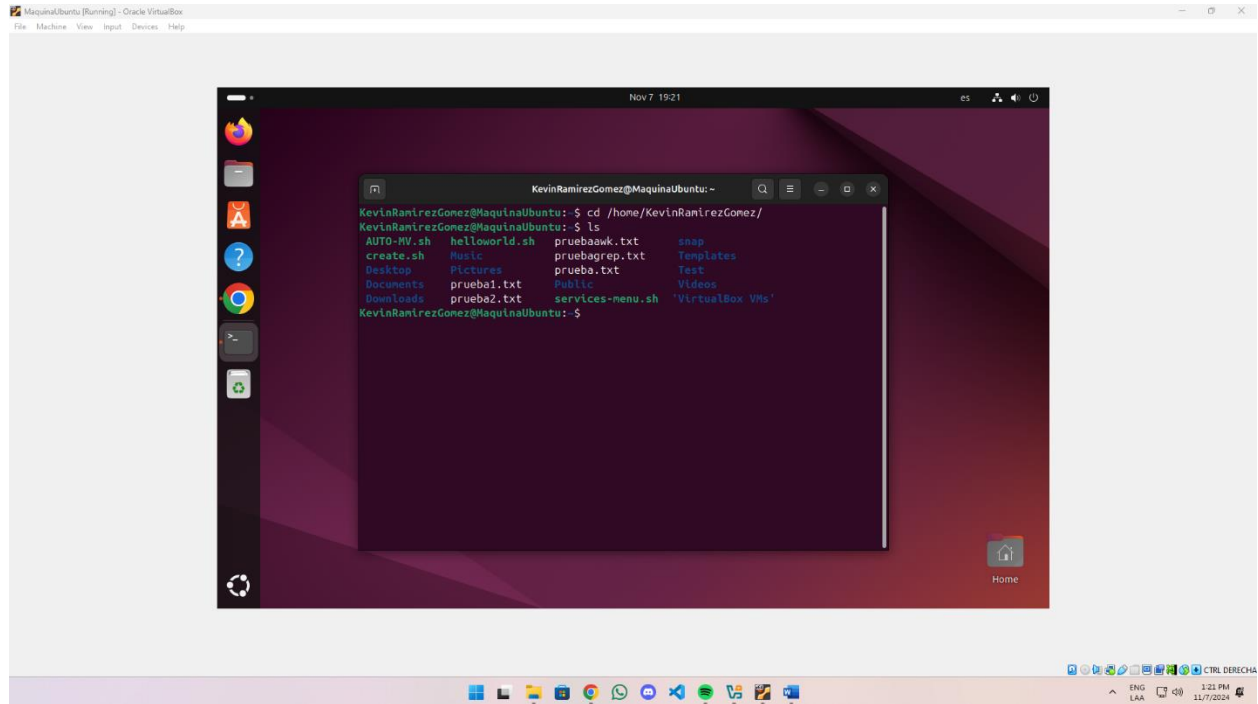 MaquinaUbuntu [Running] - Oracle VirtualBox
File Machine View Input Devices Help
Nov 7 19:21
es
KevinRamirezGomez@MaquinaUbuntu: ~
KevinRamirezGomez@MaquinaUbuntu:~$ cd /home/KevinRamirezGomez/
KevinRamirezGomez@MaquinaUbuntu:~$ ls
AUTO-MV.sh helloworld.sh pruebaawk.txt snap
create.sh Music pruebagrep.txt Templates
Desktop Pictures prueba.txt Test
Documents prueba1.txt Public Videos
Downloads prueba2.txt services-menu.sh 'VirtualBox VMs'
KevinRamirezGomez@MaquinaUbuntu:~$
Home
CTRL DERECHA
ENG 1:21 PM
LAA 11/7/2024